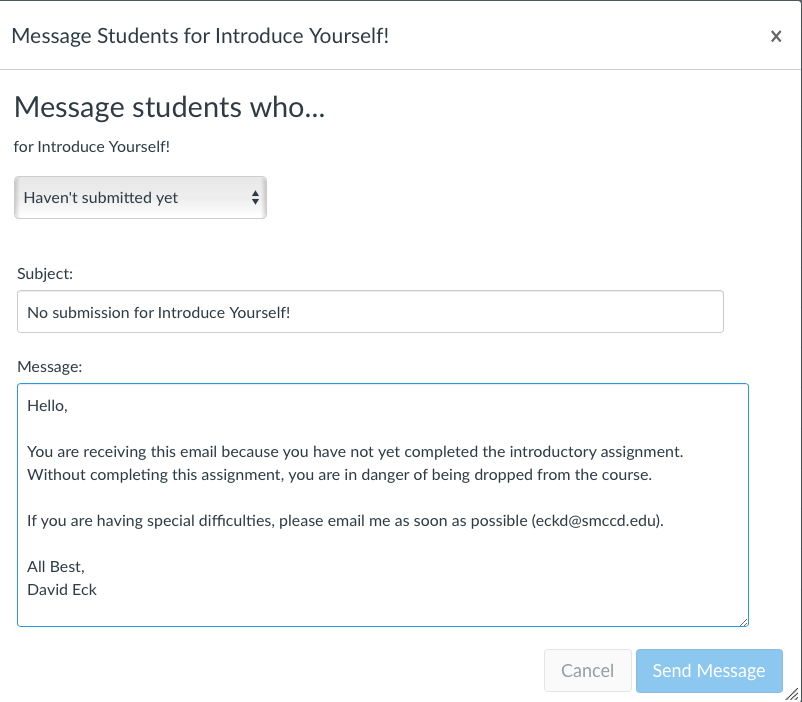 Message Students for Introduce Yourself!
×
Message students who...
for Introduce Yourself!
Haven't submitted yet
Subject:
No submission for Introduce Yourself!
Message:
Hello,
You are receiving this email because you have not yet completed the introductory assignment.
Without completing this assignment, you are in danger of being dropped from the course.
If you are having special difficulties, please email me as soon as possible (eckd@smccd.edu).
All Best,
David Eck
Cancel
Send Message